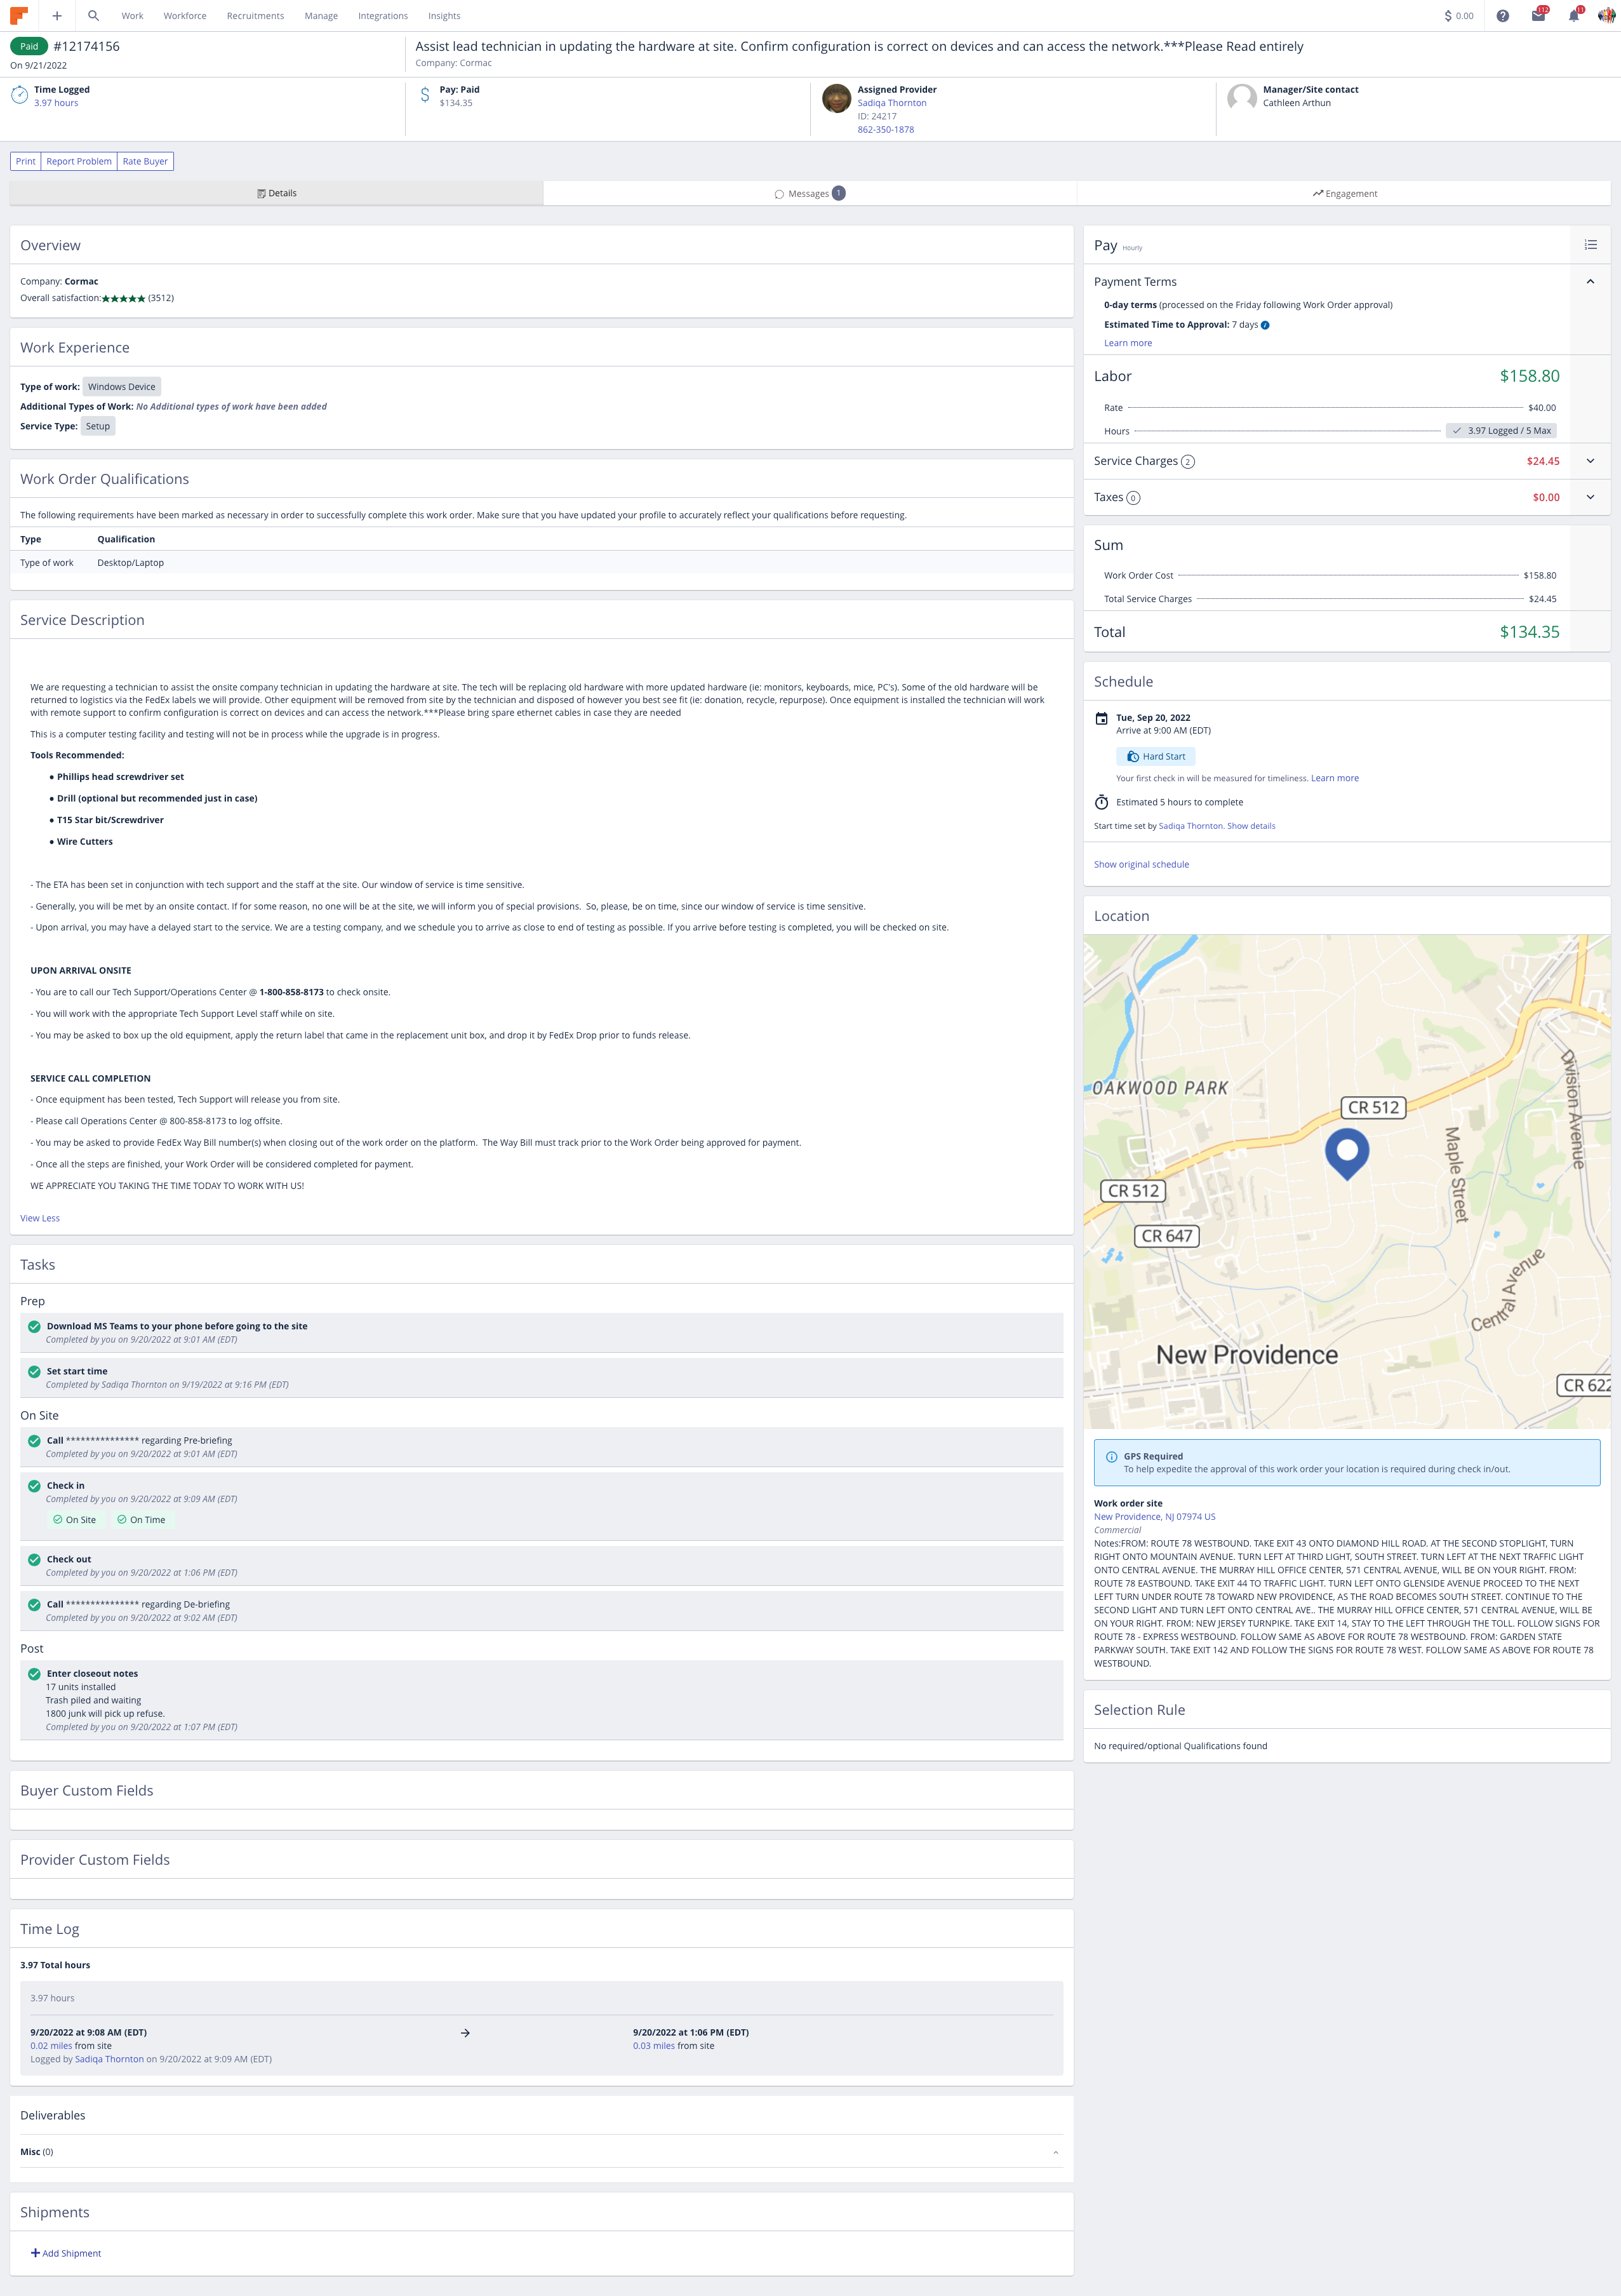 Work Workforce Recruitments Manage Integrations Insights
$ 0.00 112 11
Paid #12174156
On 9/21/2022
Assist lead technician in updating the hardware at site. Confirm configuration is correct on devices and can access the network.***Please Read entirely
Company: Cormac
Time Logged
3.97 hours
Pay: Paid
$134.35
Assigned Provider
Sadiqa Thornton
ID: 24217
862-350-1878
Manager/Site contact
Cathleen Arthun
Print Report Problem Rate Buyer
Details Messages 1 Engagement
Overview
Company: Cormac
Overall satisfaction:★★★★★ (3512)
Work Experience
Type of work: Windows Device
Additional Types of Work: No Additional types of work have been added
Service Type: Setup
Work Order Qualifications
The following requirements have been marked as necessary in order to successfully complete this work order. Make sure that you have updated your profile to accurately reflect your qualifications before requesting.
Type Qualification
Type of work Desktop/Laptop
Service Description
We are requesting a technician to assist the onsite company technician in updating the hardware at site. The tech will be replacing old hardware with more updated hardware (ie: monitors, keyboards, mice, PC's). Some of the old hardware will be
returned to logistics via the FedEx labels we will provide. Other equipment will be removed from site by the technician and disposed of however you best see fit (ie: donation, recycle, repurpose). Once equipment is installed the technician will work
with remote support to confirm configuration is correct on devices and can access the network.***Please bring spare ethernet cables in case they are needed
This is a computer testing facility and testing will not be in process while the upgrade is in progress.
Tools Recommended:
● Phillips head screwdriver set
● Drill (optional but recommended just in case)
● T15 Star bit/Screwdriver
● Wire Cutters
- The ETA has been set in conjunction with tech support and the staff at the site. Our window of service is time sensitive.
- Generally, you will be met by an onsite contact. If for some reason, no one will be at the site, we will inform you of special provisions. So, please, be on time, since our window of service is time sensitive.
- Upon arrival, you may have a delayed start to the service. We are a testing company, and we schedule you to arrive as close to end of testing as possible. If you arrive before testing is completed, you will be checked on site.
UPON ARRIVAL ONSITE
- You are to call our Tech Support/Operations Center @ 1-800-858-8173 to check onsite.
- You will work with the appropriate Tech Support Level staff while on site.
- You may be asked to box up the old equipment, apply the return label that came in the replacement unit box, and drop it by FedEx Drop prior to funds release.
SERVICE CALL COMPLETION
- Once equipment has been tested, Tech Support will release you from site.
- Please call Operations Center @ 800-858-8173 to log offsite.
- You may be asked to provide FedEx Way Bill number(s) when closing out of the work order on the platform. The Way Bill must track prior to the Work Order being approved for payment.
- Once all the steps are finished, your Work Order will be considered completed for payment.
WE APPRECIATE YOU TAKING THE TIME TODAY TO WORK WITH US!
View Less
Tasks
Prep
Download MS Teams to your phone before going to the site
Completed by you on 9/20/2022 at 9:01 AM (EDT)
Set start time
Completed by Sadiqa Thornton on 9/19/2022 at 9:16 PM (EDT)
On Site
Call *************** regarding Pre-briefing
Completed by you on 9/20/2022 at 9:01 AM (EDT)
Check in
Completed by you on 9/20/2022 at 9:09 AM (EDT)
On Site On Time
Check out
Completed by you on 9/20/2022 at 1:06 PM (EDT)
Call *************** regarding De-briefing
Completed by you on 9/20/2022 at 9:02 AM (EDT)
Post
Enter closeout notes
17 units installed
Trash piled and waiting
1800 junk will pick up refuse.
Completed by you on 9/20/2022 at 1:07 PM (EDT)
Buyer Custom Fields
Provider Custom Fields
Time Log
3.97 Total hours
3.97 hours
9/20/2022 at 9:08 AM (EDT) → 9/20/2022 at 1:06 PM (EDT)
0.02 miles from site 0.03 miles from site
Logged by Sadiqa Thornton on 9/20/2022 at 9:09 AM (EDT)
Deliverables
Misc (0)
Shipments
+ Add Shipment
Pay Hourly
Payment Terms
0-day terms (processed on the Friday following Work Order approval)
Estimated Time to Approval: 7 days
Learn more
Labor $158.80
Rate $40.00
Hours 3.97 Logged / 5 Max
Service Charges 2 $24.45
Taxes 0 $0.00
Sum
Work Order Cost $158.80
Total Service Charges $24.45
Total $134.35
Schedule
Tue, Sep 20, 2022
Arrive at 9:00 AM (EDT)
Hard Start
Your first check in will be measured for timeliness. Learn more
Estimated 5 hours to complete
Start time set by Sadiqa Thornton. Show details
Show original schedule
Location
OAKWOOD PARK
CR 512
Division Avenue
Maple Street
CR 512
CR 647
Central Avenue
New Providence
CR 622
GPS Required
To help expedite the approval of this work order your location is required during check in/out.
Work order site
New Providence, NJ 07974 US
Commercial
Notes:FROM: ROUTE 78 WESTBOUND. TAKE EXIT 43 ONTO DIAMOND HILL ROAD. AT THE SECOND STOPLIGHT, TURN
RIGHT ONTO MOUNTAIN AVENUE. TURN LEFT AT THIRD LIGHT, SOUTH STREET. TURN LEFT AT THE NEXT TRAFFIC LIGHT
ONTO CENTRAL AVENUE. THE MURRAY HILL OFFICE CENTER, 571 CENTRAL AVENUE, WILL BE ON YOUR RIGHT. FROM:
ROUTE 78 EASTBOUND. TAKE EXIT 44 TO TRAFFIC LIGHT. TURN LEFT ONTO GLENSIDE AVENUE PROCEED TO THE NEXT
LEFT TURN UNDER ROUTE 78 TOWARD NEW PROVIDENCE, AS THE ROAD BECOMES SOUTH STREET. CONTINUE TO THE
SECOND LIGHT AND TURN LEFT ONTO CENTRAL AVE.. THE MURRAY HILL OFFICE CENTER, 571 CENTRAL AVENUE, WILL BE
ON YOUR RIGHT. FROM: NEW JERSEY TURNPIKE. TAKE EXIT 14, STAY TO THE LEFT THROUGH THE TOLL. FOLLOW SIGNS FOR
ROUTE 78 - EXPRESS WESTBOUND. FOLLOW SAME AS ABOVE FOR ROUTE 78 WESTBOUND. FROM: GARDEN STATE
PARKWAY SOUTH. TAKE EXIT 142 AND FOLLOW THE SIGNS FOR ROUTE 78 WEST. FOLLOW SAME AS ABOVE FOR ROUTE 78
WESTBOUND.
Selection Rule
No required/optional Qualifications found